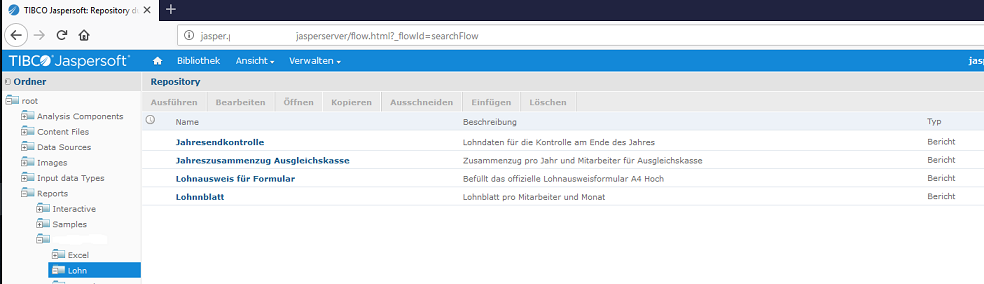 TIBCO Jaspersoft: Repository d
jasper.p jasperserver/flow.html?_flowId=searchFlow
TIBCO Jaspersoft Bibliothek Ansicht Verwalten jas
Ordner Repository
root Ausführen Bearbeiten Öffnen Kopieren Ausschneiden Einfügen Löschen
Analysis Components Name Beschreibung Typ
Content Files
Data Sources Jahresendkontrolle Lohndaten für die Kontrolle am Ende des Jahres Bericht
Images Jahreszusammenzug Ausgleichskasse Zusammenzug pro Jahr und Mitarbeiter für Ausgleichskasse Bericht
Input data Types Lohnausweis für Formular Befüllt das offizielle Lohnausweisformular A4 Hoch Bericht
Reports Lohnnblatt Lohnblatt pro Mitarbeiter und Monat Bericht
Interactive
Samples
Excel
Lohn